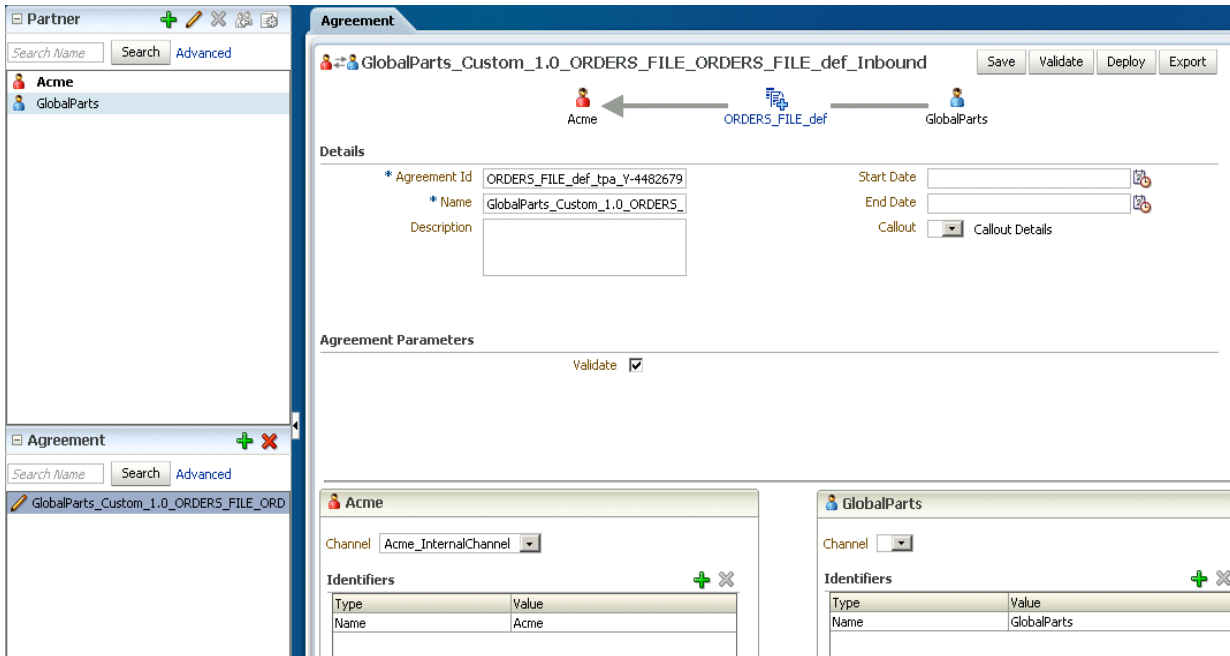 Partner
Search Name Search Advanced
Acme
GlobalParts
Agreement
Search Name Search Advanced
GlobalParts_Custom_1.0_ORDERS_FILE_ORD
Agreement
GlobalParts_Custom_1.0_ORDERS_FILE_ORDERS_FILE_def_Inbound Save Validate Deploy Export
Acme ORDERS_FILE_def GlobalParts
Details
* Agreement Id ORDERS_FILE_def_tpa_Y-4482679 Start Date
* Name GlobalParts_Custom_1.0_ORDERS_ End Date
Description Callout Callout Details
Agreement Parameters
Validate
Acme
Channel Acme_InternalChannel
Identifiers
Type Value
Name Acme
GlobalParts
Channel
Identifiers
Type Value
Name GlobalParts